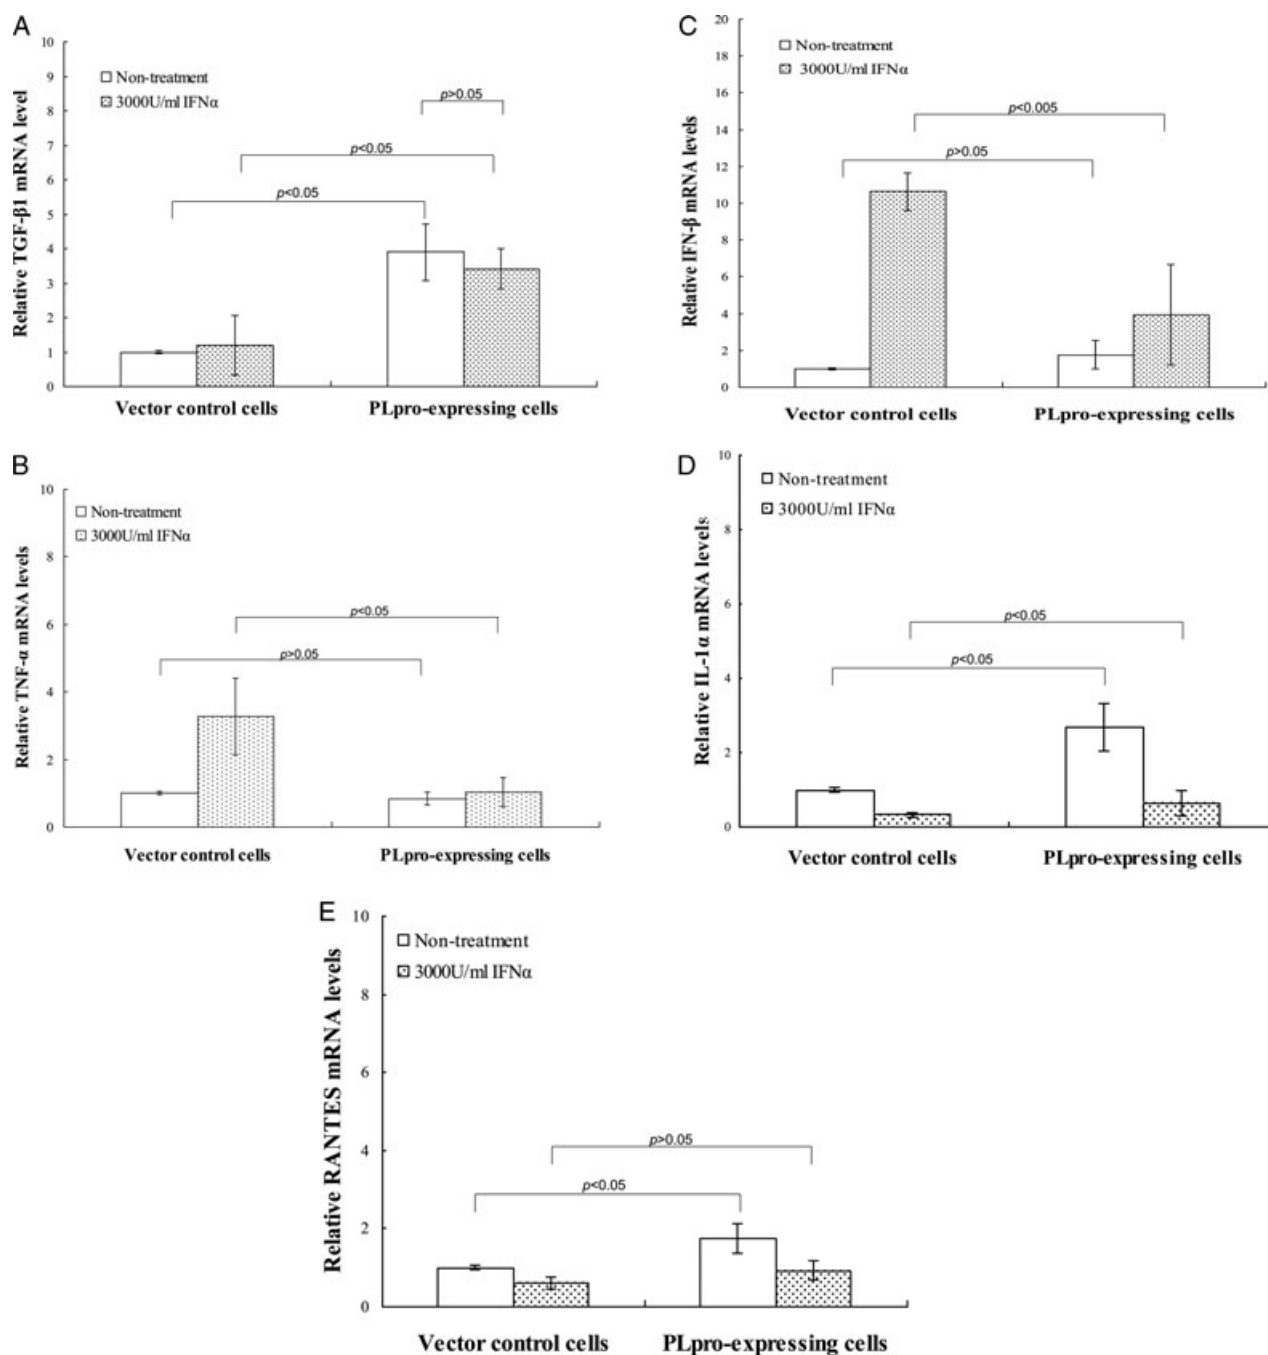 A
Relative TGF-β1 mRNA level
10
9
8
7
6
5
4
3
2
1
0
Non-treatment
3000U/ml IFNα
p>0.05
p<0.05
p<0.05
Vector control cells
PLpro-expressing cells
C
Relative IFN-β mRNA levels
20
18
16
14
12
10
8
6
4
2
0
Non-treatment
3000U/ml IFNα
p<0.005
p>0.05
Vector control cells
PLpro-expressing cells
B
Relative TNF-α mRNA levels
10
8
6
4
2
0
Non-treatment
3000U/ml IFNα
p<0.05
p>0.05
Vector control cells
PLpro-expressing cells
D
Relative IL-1α mRNA levels
10
8
6
4
2
0
Non-treatment
3000U/ml IFNα
p<0.05
p<0.05
Vector control cells
PLpro-expressing cells
E
Relative RANTES mRNA levels
10
8
6
4
2
0
Non-treatment
3000U/ml IFNα
p>0.05
p<0.05
Vector control cells
PLpro-expressing cells